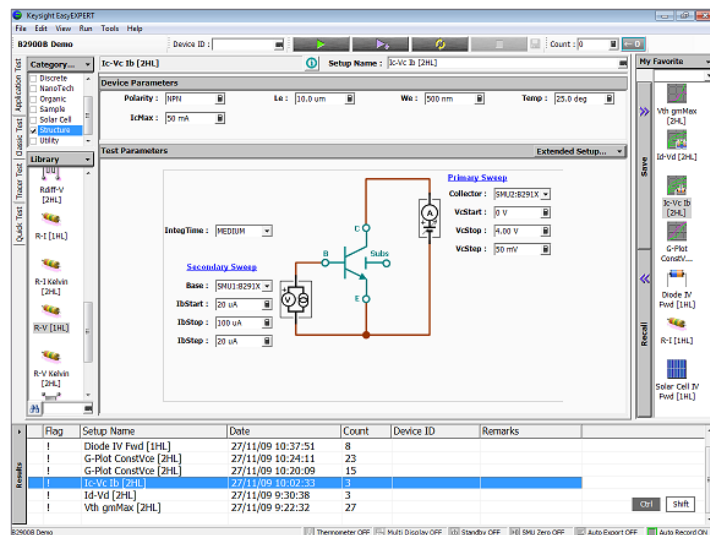 Keysight EasyEXPERT
File Edit View Run Tools Help
B2900B Demo Device ID : Count : 0
Category... Ic-Vc Ib [2HL] Setup Name : Ic-Vc Ib [2HL] My Favorite
Application Test
Classic Test
Tracer Test
Quick Test
Discrete
NanoTech
Organic
Sample
Solar Cell
Structure
Utility
Library
Rdiff-V
[2HL]
R-I [1HL]
R-I Kelvin
[2HL]
R-V [1HL]
R-V Kelvin
[2HL]
Device Parameters
Polarity : NPN Le : 10.0 um We : 500 nm Temp : 25.0 deg
IcMax : 50 mA
Test Parameters Extended Setup...
Primary Sweep
Collector : SMU2:B291X
VcStart : 0 V
VcStop : 4.00 V
VcStep : 50 mV
IntegTime : MEDIUM
C
A
B
Subs
E
V
Secondary Sweep
Base : SMU1:B291X
IbStart : 20 uA
IbStop : 100 uA
IbStep : 20 uA
Save
Recall
Vth gmMax
[2HL]
Id-Vd [2HL]
Ic-Vc Ib
[2HL]
G-Plot
ConstV...
Diode IV
Fwd [1HL]
R-I [1HL]
Solar Cell IV
Fwd [1HL]
Results
Flag Setup Name Date Count Device ID Remarks
! Diode IV Fwd [1HL] 27/11/09 10:37:51 8
! G-Plot ConstVce [2HL] 27/11/09 10:24:11 23
! G-Plot ConstVce [2HL] 27/11/09 10:20:09 15
! Ic-Vc Ib [2HL] 27/11/09 10:02:33 3
! Id-Vd [2HL] 27/11/09 9:30:38 3
! Vth gmMax [2HL] 27/11/09 9:22:32 27
Ctrl Shift
B2900B Demo Thermometer OFF Multi Display OFF Standby OFF SMU Zero OFF Auto Export OFF Auto Record ON